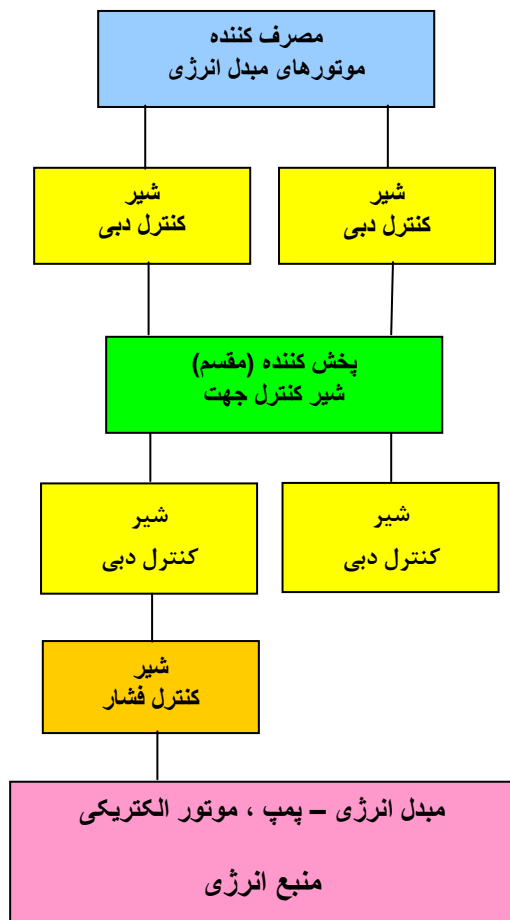 مصرف کننده
موتورهای مبدل انرژی
شیر
کنترل دبی
شیر
کنترل دبی
پخش کننده (مقسم)
شیر کنترل جهت
شیر
کنترل دبی
شیر
کنترل دبی
شیر
کنترل فشار
مبدل انرژی – پمپ ، موتور الکتریکی
منبع انرژی